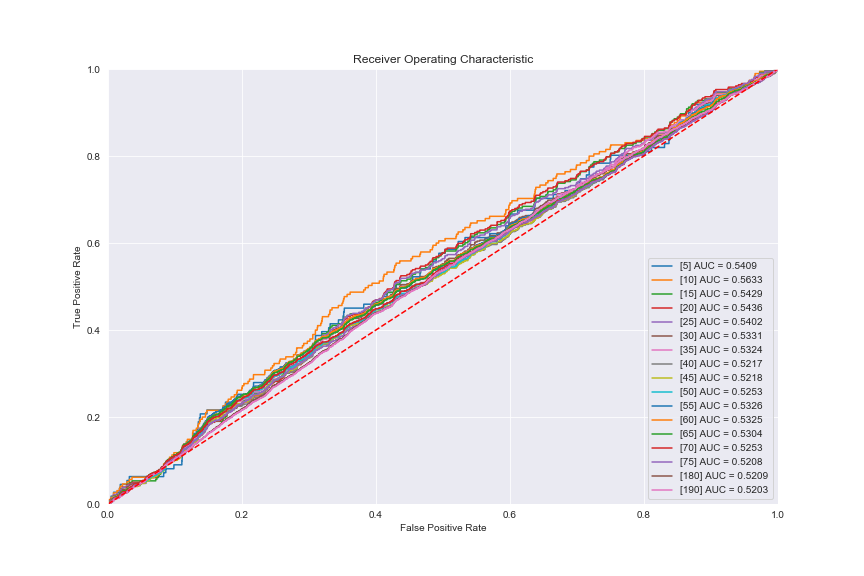 Receiver Operating Characteristic
True Positive Rate
1.0
0.8
0.6
0.4
0.2
0.0
[5] AUC = 0.5409
[10] AUC = 0.5633
[15] AUC = 0.5429
[20] AUC = 0.5436
[25] AUC = 0.5402
[30] AUC = 0.5331
[35] AUC = 0.5324
[40] AUC = 0.5217
[45] AUC = 0.5218
[50] AUC = 0.5253
[55] AUC = 0.5326
[60] AUC = 0.5325
[65] AUC = 0.5304
[70] AUC = 0.5253
[75] AUC = 0.5208
[180] AUC = 0.5209
[190] AUC = 0.5203
0.0 0.2 0.4 0.6 0.8 1.0
False Positive Rate